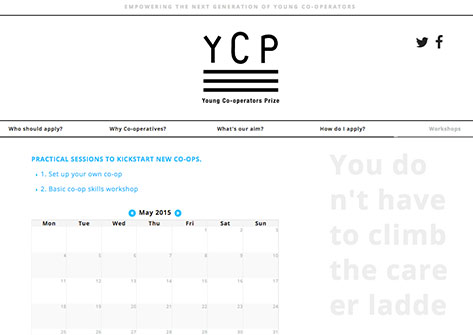 EMPOWERING THE NEXT GENERATION OF YOUNG CO-OPERATORS
YCP
Young Co-operators Prize
Who should apply? Why Co-operatives? What's our aim? How do I apply? Workshops
PRACTICAL SESSIONS TO KICKSTART NEW CO-OPS.
1. Set up your own co-op
2. Basic co-op skills workshop
You do
n't have
to climb
the care
er ladde
May 2015
Mon Tue Wed Thu Fri Sat Sun
1 2 3
4 5 6 7 8 9 10
11 12 13 14 15 16 17
18 19 20 21 22 23 24
25 26 27 28 29 30 31